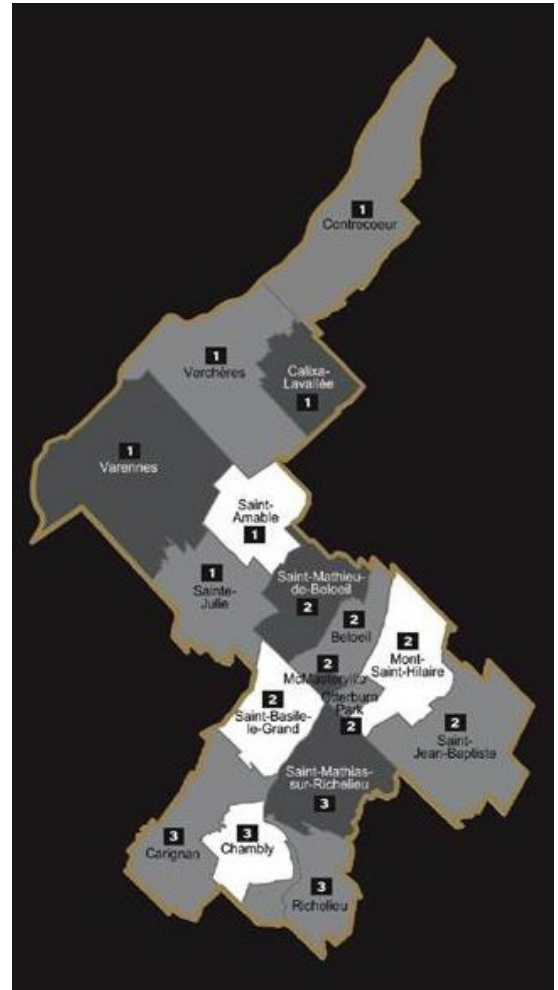 1
Contrecoeur
1
Verchères
Calixa-
Lavallée
1
1
Varennes
Saint-
Amable
1
1
Sainte-
Julie
Saint-Mathieu-
de-Beloeil
2
2
Beloeil
2
Mont-
Saint-Hilaire
2
McMasterville
Otterburn
Park
2
2
Saint-Basile-
le-Grand
2
Saint-
Jean-Baptiste
Saint-Mathias-
sur-Richelieu
3
3
Carignan
3
Chambly
3
Richelieu